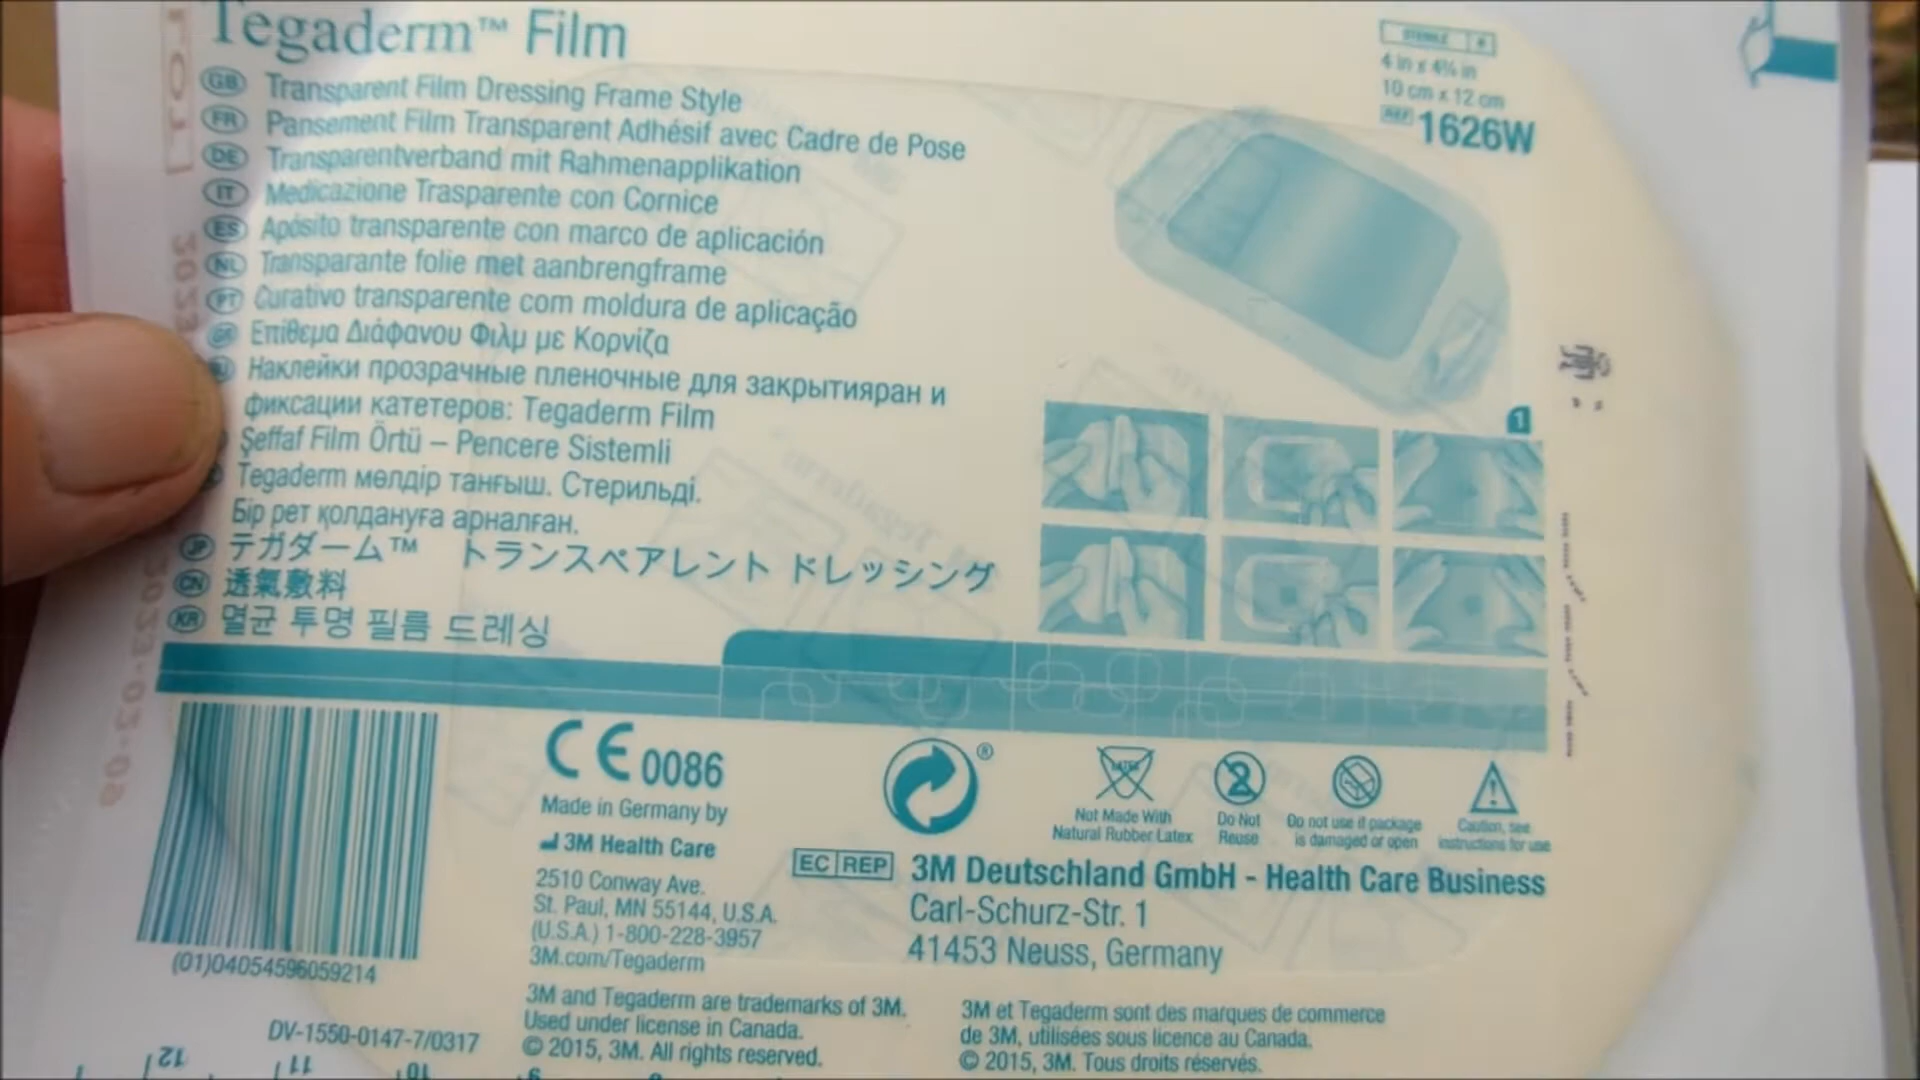 Tegaderm™ Film
GB Transparent Film Dressing Frame Style
FR Pansement Film Transparent Adhésif avec Cadre de Pose
DE Transparentverband mit Rahmenapplikation
IT Medicazione Trasparente con Cornice
ES Apósito transparente con marco de aplicación
NL Transparante folie met aanbrengframe
PT Curativo transparente com moldura de aplicação
GR Επίθεμα Διάφανου Φιλμ με Κορνίζα
Наклейки прозрачные пленочные для закрытияран и
фиксации катетеров: Tegaderm Film
Şeffaf Film Örtü – Pencere Sistemli
Tegaderm мөлдір таңғыш. Стерильді.
Бір рет қолдануға арналған.
JP テガダーム™ トランスペアレント ドレッシング
CN 透氣敷料
KR 멸균 투명 필름 드레싱
STERILE R
4 in x 4¾ in
10 cm x 12 cm
REF 1626W
1
(01)04054596059214
DV-1550-0147-7/0317
CE 0086
Made in Germany by
3M Health Care
2510 Conway Ave.
St. Paul, MN 55144, U.S.A.
(U.S.A.) 1-800-228-3957
3M.com/Tegaderm
3M and Tegaderm are trademarks of 3M.
Used under license in Canada.
© 2015, 3M. All rights reserved.
®
LATEX
Not Made With
Natural Rubber Latex
2
Do Not
Reuse
Do not use if package
is damaged or open
Caution, see
instructions for use
EC REP 3M Deutschland GmbH - Health Care Business
Carl-Schurz-Str. 1
41453 Neuss, Germany
3M et Tegaderm sont des marques de commerce
de 3M, utilisées sous licence au Canada.
© 2015, 3M. Tous droits réservés.
2023-02-09
12 11 10 9